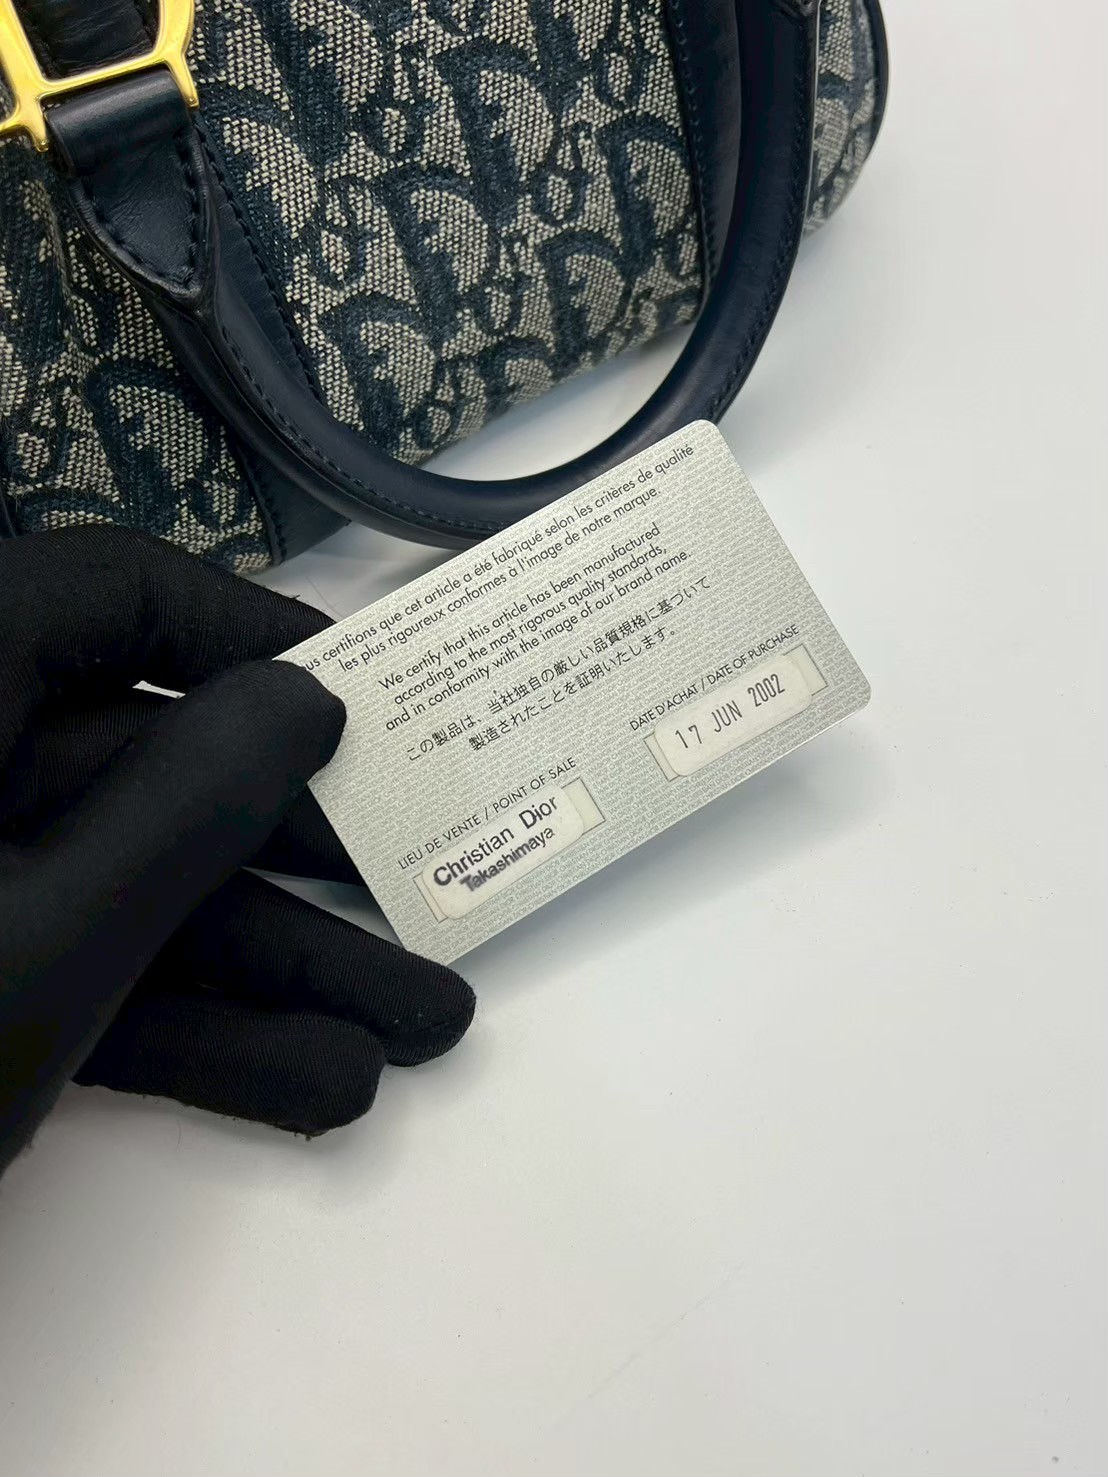 us certifions que cet article a été fabriqué selon les critères de qualité
les plus rigoureux conformes à l'image de notre marque.
We certify that this article has been manufactured
according to the most rigorous quality standards,
and in conformity with the image of our brand name.
この製品は、当社独自の厳しい品質規格に基づいて
製造されたことを証明いたします。
LIEU DE VENTE / POINT OF SALE
Christian Dior
Takashimaya
DATE D'ACHAT / DATE OF PURCHASE
17 JUN 2002